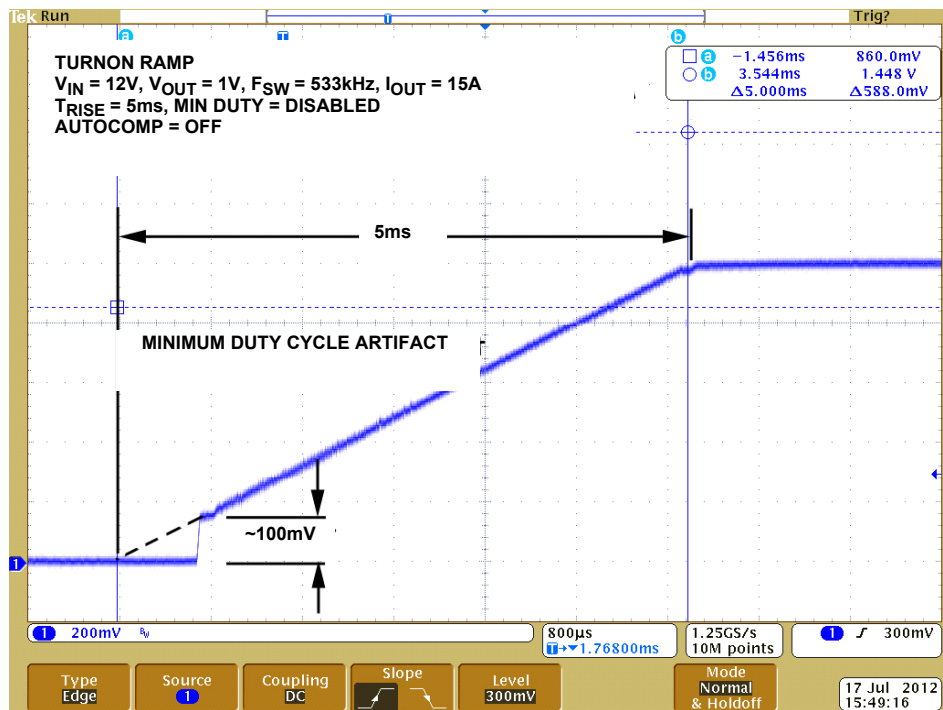 Tek Run Trig?
a b
T
TURNON RAMP
VIN = 12V, VOUT = 1V, FSW = 533kHz, IOUT = 15A
TRISE = 5ms, MIN DUTY = DISABLED
AUTOCOMP = OFF
a −1.456ms 860.0mV
b 3.544ms 1.448 V
Δ5.000ms Δ588.0mV
5ms
MINIMUM DUTY CYCLE ARTIFACT
~100mV
1
1 200mV BW
800µs
T→▼1.76800ms
1.25GS/s
10M points
1 300mV
Type
Edge
Source
1
Coupling
DC
Slope
Level
300mV
Mode
Normal
& Holdoff
17 Jul 2012
15:49:16